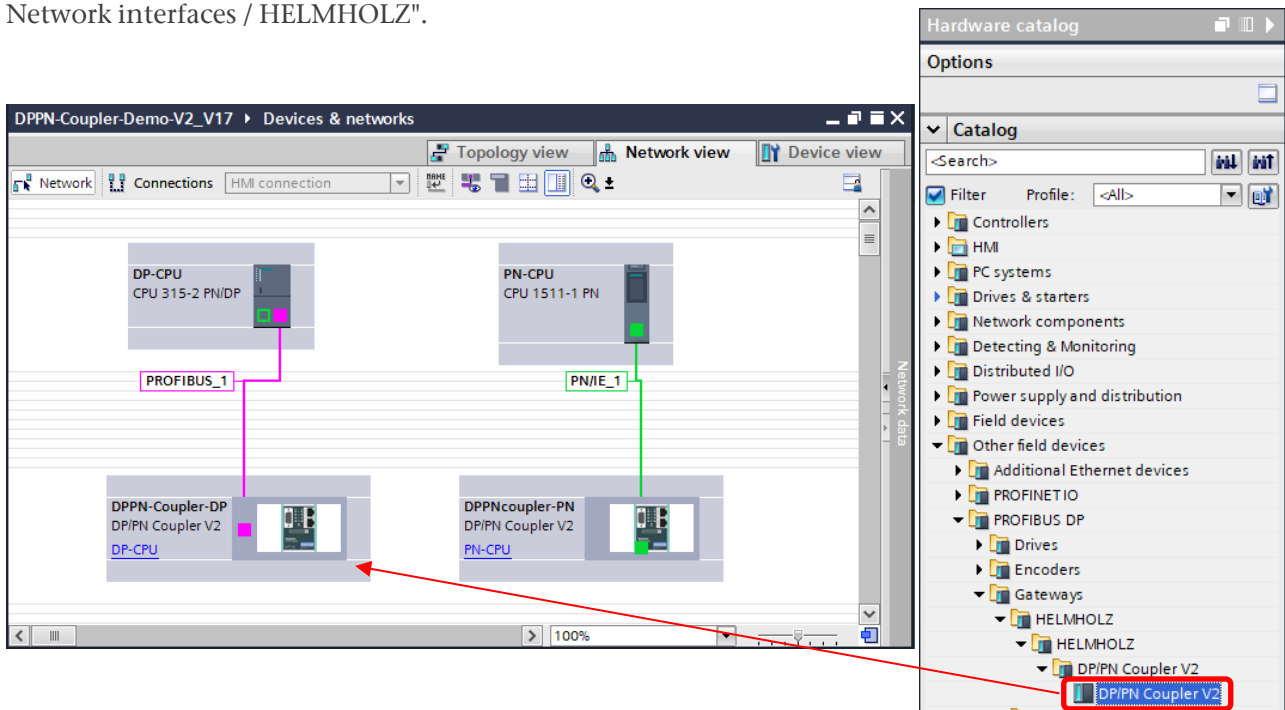 Network interfaces / HELMHOLZ".
DPPN-Coupler-Demo-V2_V17 ▸ Devices & networks
Topology view
Network view
Device view
Network
Connections
HMI connection
DP-CPU
CPU 315-2 PN/DP
PN-CPU
CPU 1511-1 PN
PROFIBUS_1
PN/IE_1
DPPN-Coupler-DP
DP/PN Coupler V2
DP-CPU
DPPNcoupler-PN
DP/PN Coupler V2
PN-CPU
100%
Network data
Hardware catalog
Options
Catalog
<Search>
Filter
Profile:
<All>
Controllers
HMI
PC systems
Drives & starters
Network components
Detecting & Monitoring
Distributed I/O
Power supply and distribution
Field devices
Other field devices
Additional Ethernet devices
PROFINET IO
PROFIBUS DP
Drives
Encoders
Gateways
HELMHOLZ
HELMHOLZ
DP/PN Coupler V2
DP/PN Coupler V2